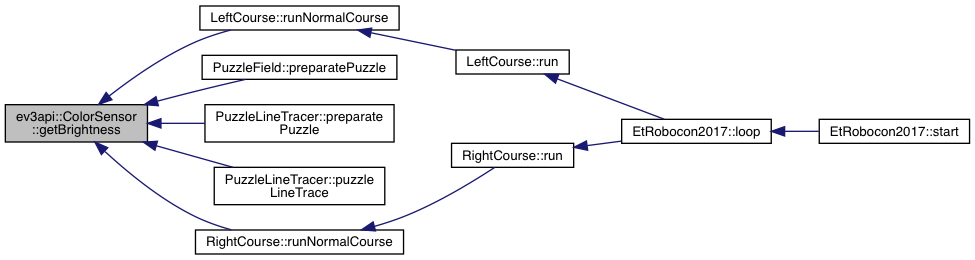 LeftCourse::runNormalCourse
LeftCourse::run
PuzzleField::preparatePuzzle
ev3api::ColorSensor
::getBrightness
PuzzleLineTracer::preparate
Puzzle
EtRobocon2017::loop
EtRobocon2017::start
RightCourse::run
PuzzleLineTracer::puzzle
LineTrace
RightCourse::runNormalCourse